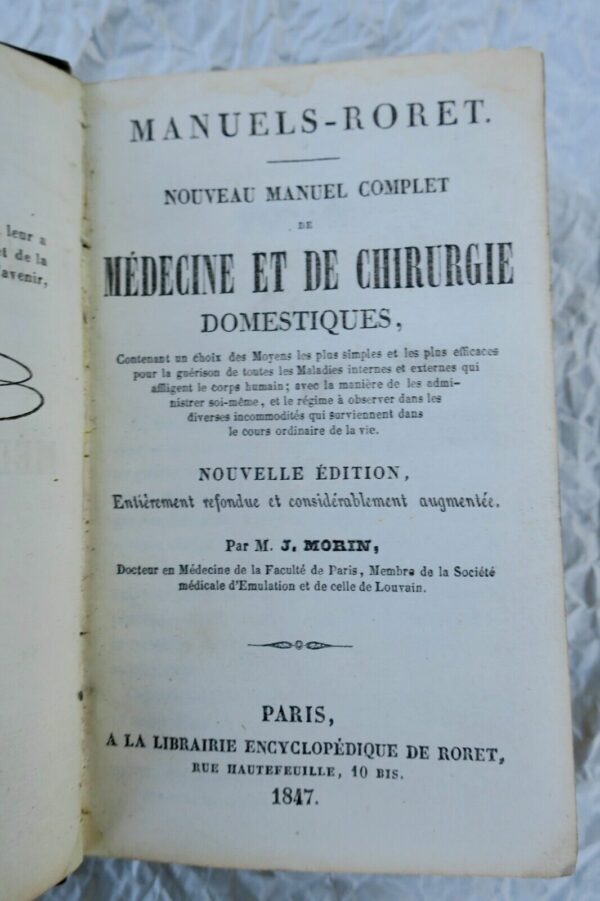 leur a
et de la
avenir,
MANUELS-RORET.
NOUVEAU MANUEL COMPLET
DE
MÉDECINE ET DE CHIRURGIE
DOMESTIQUES,
Contenant un choix des Moyens les plus simples et les plus efficaces
pour la guérison de toutes les Maladies internes et externes qui
affligent le corps humain; avec la manière de les admi-
nistrer soi-même, et le régime à observer dans les
diverses incommodités qui surviennent dans
le cours ordinaire de la vie.
NOUVELLE ÉDITION,
Entièrement refondue et considérablement augmentée.
Par M. J. MORIN,
Docteur en Médecine de la Faculté de Paris, Membre de la Société
médicale d'Emulation et de celle de Louvain.
PARIS,
A LA LIBRAIRIE ENCYCLOPÉDIQUE DE RORET,
RUE HAUTEFEUILLE, 10 BIS.
1847.